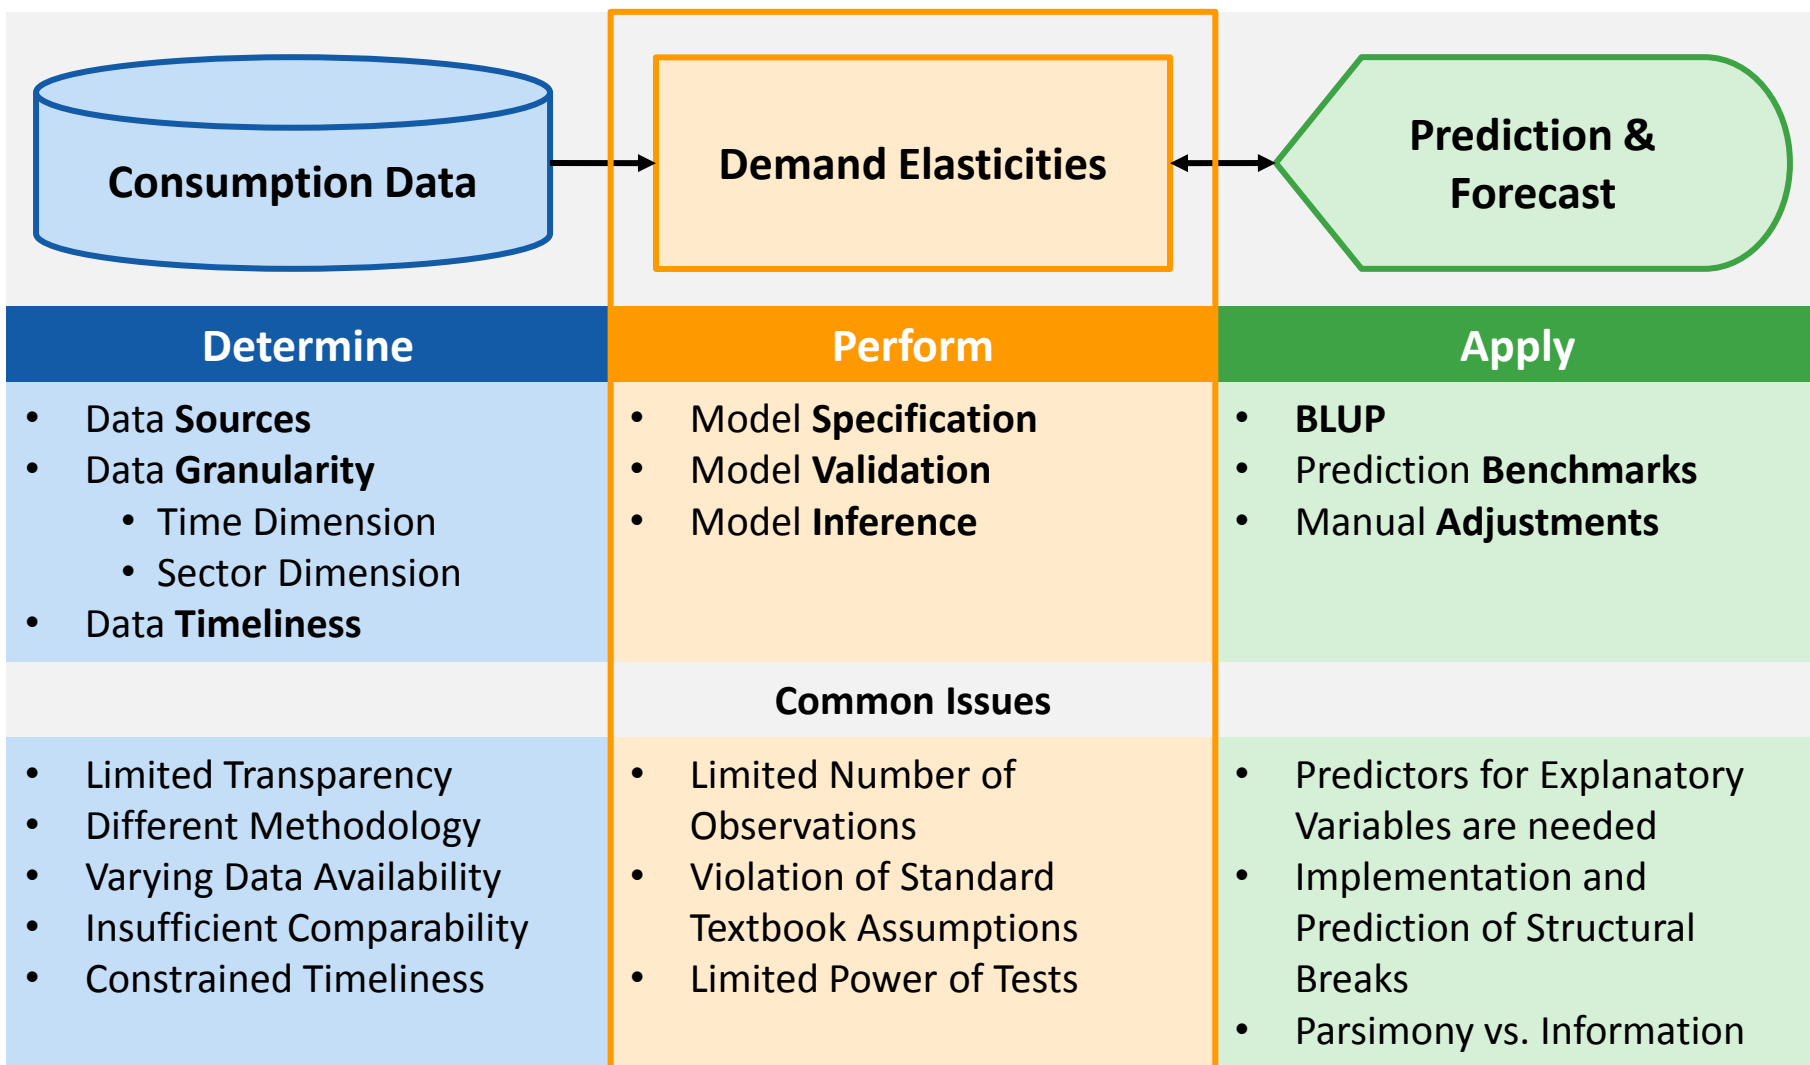 Consumption Data
Demand Elasticities
Prediction &
Forecast
Determine
• Data Sources
• Data Granularity
• Time Dimension
• Sector Dimension
• Data Timeliness
Perform
• Model Specification
• Model Validation
• Model Inference
Apply
• BLUP
• Prediction Benchmarks
• Manual Adjustments
Common Issues
• Limited Transparency
• Different Methodology
• Varying Data Availability
• Insufficient Comparability
• Constrained Timeliness
• Limited Number of
Observations
• Violation of Standard
Textbook Assumptions
• Limited Power of Tests
• Predictors for Explanatory
Variables are needed
• Implementation and
Prediction of Structural
Breaks
• Parsimony vs. Information